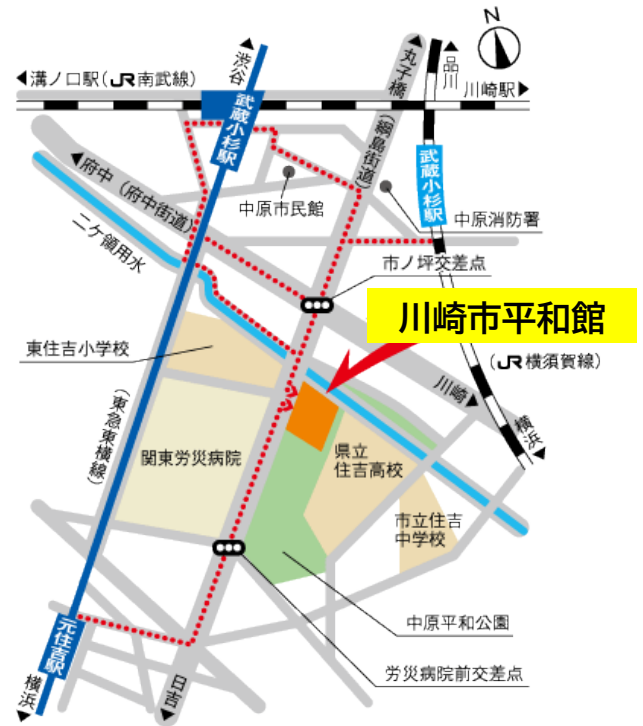 N
渋谷
丸子橋
品川
溝ノ口駅(JR南武線)
川崎駅
武蔵小杉駅
(綱島街道)
武蔵小杉駅
府中(府中街道)
中原市民館
中原消防署
二ケ領用水
市ノ坪交差点
川崎市平和館
東住吉小学校
(JR横須賀線)
川崎
横浜
(東急東横線)
関東労災病院
県立
住吉高校
市立住吉
中学校
中原平和公園
元住吉駅
労災病院前交差点
横浜
日吉